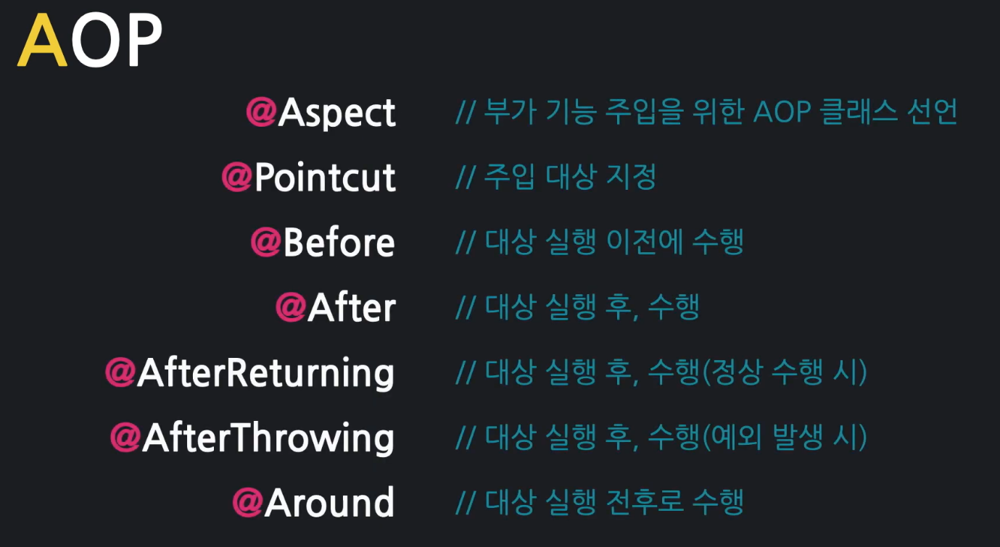 AOP
@Aspect // 부가 기능 주입을 위한 AOP 클래스 선언
@Pointcut // 주입 대상 지정
@Before // 대상 실행 이전에 수행
@After // 대상 실행 후, 수행
@AfterReturning // 대상 실행 후, 수행(정상 수행 시)
@AfterThrowing // 대상 실행 후, 수행(예외 발생 시)
@Around // 대상 실행 전후로 수행